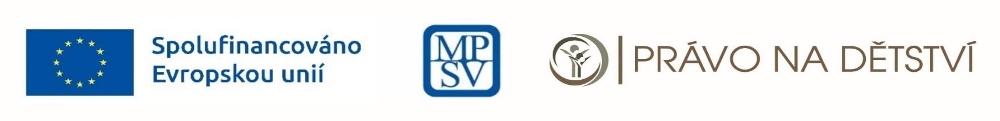 Spolufinancováno
Evropskou unií
MP
SV
PRÁVO NA DĚTSTVÍ